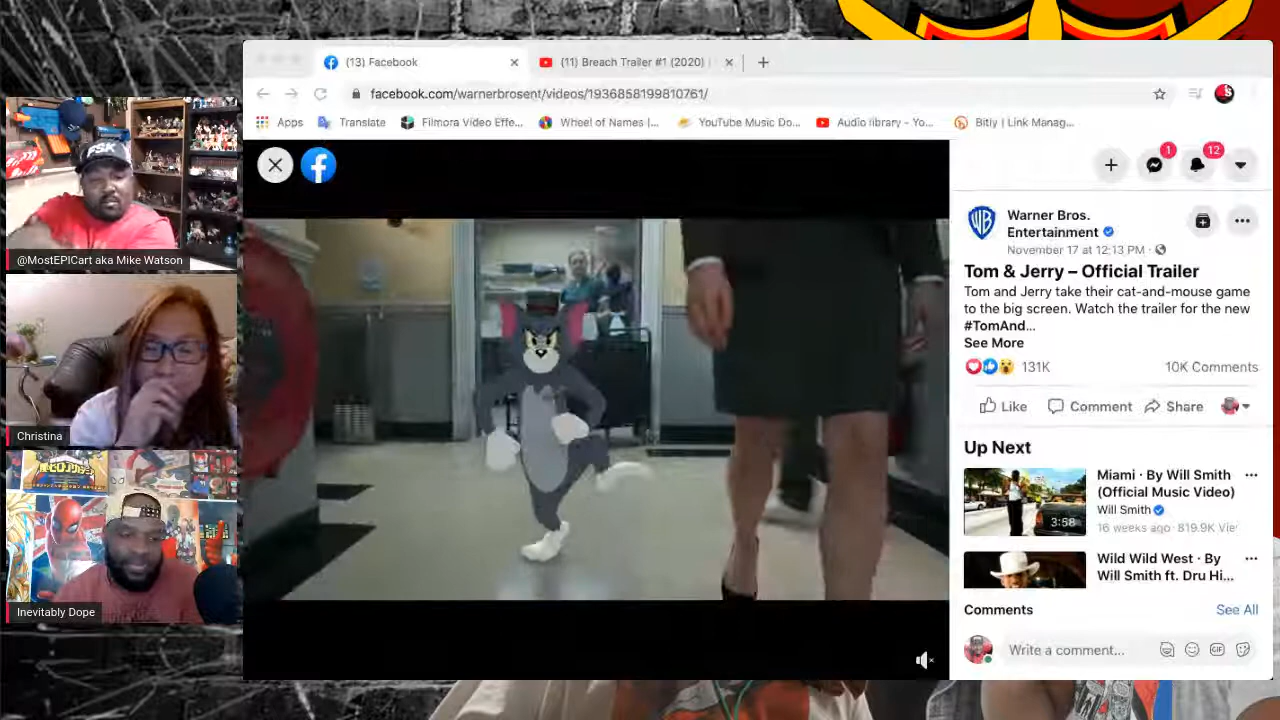 (13) Facebook
(11) Breach Trailer #1 (2020)
facebook.com/warnerbrosent/videos/1936858199810761/
Apps
Translate
Filmora Video Effe...
Wheel of Names |...
YouTube Music Do...
Audio library - Yo...
Bitly | Link Manag...
FSK
@MostEPICart aka Mike Watson
Christina
Inevitably Dope
1
12
WB
Warner Bros.
Entertainment
November 17 at 12:13 PM ·
Tom & Jerry – Official Trailer
Tom and Jerry take their cat-and-mouse game
to the big screen. Watch the trailer for the new
#TomAnd...
See More
131K
10K Comments
Like
Comment
Share
Up Next
3:58
Miami · By Will Smith
(Official Music Video)
Will Smith
16 weeks ago · 819.9K Vie
Wild Wild West · By
Will Smith ft. Dru Hi...
Comments
See All
Write a comment...
GIF